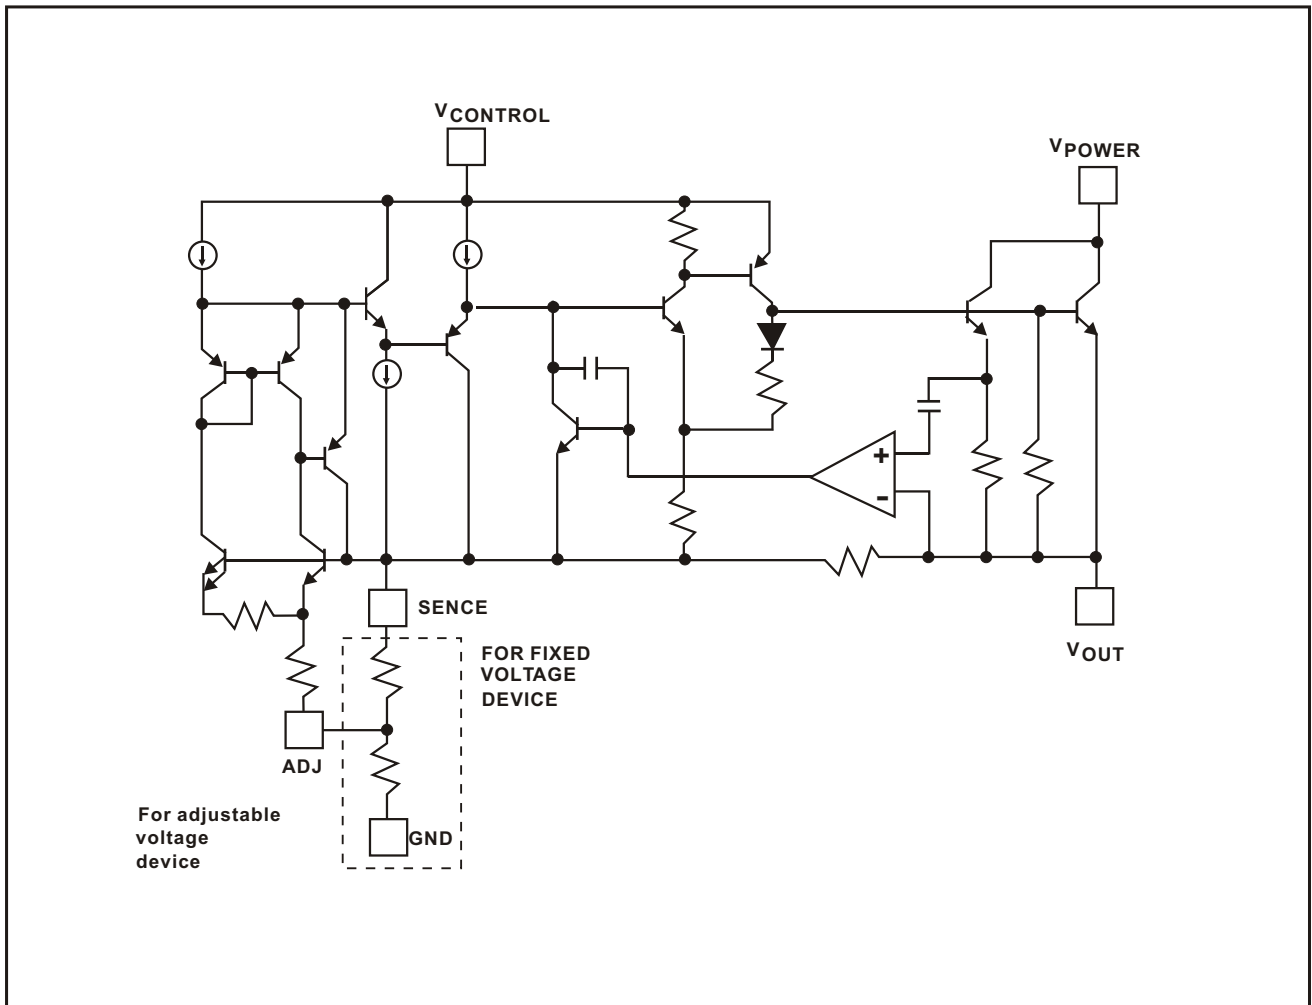 VCONTROL
VPOWER
+
-
SENCE
FOR FIXED
VOLTAGE
DEVICE
VOUT
ADJ
For adjustable
voltage
device
GND